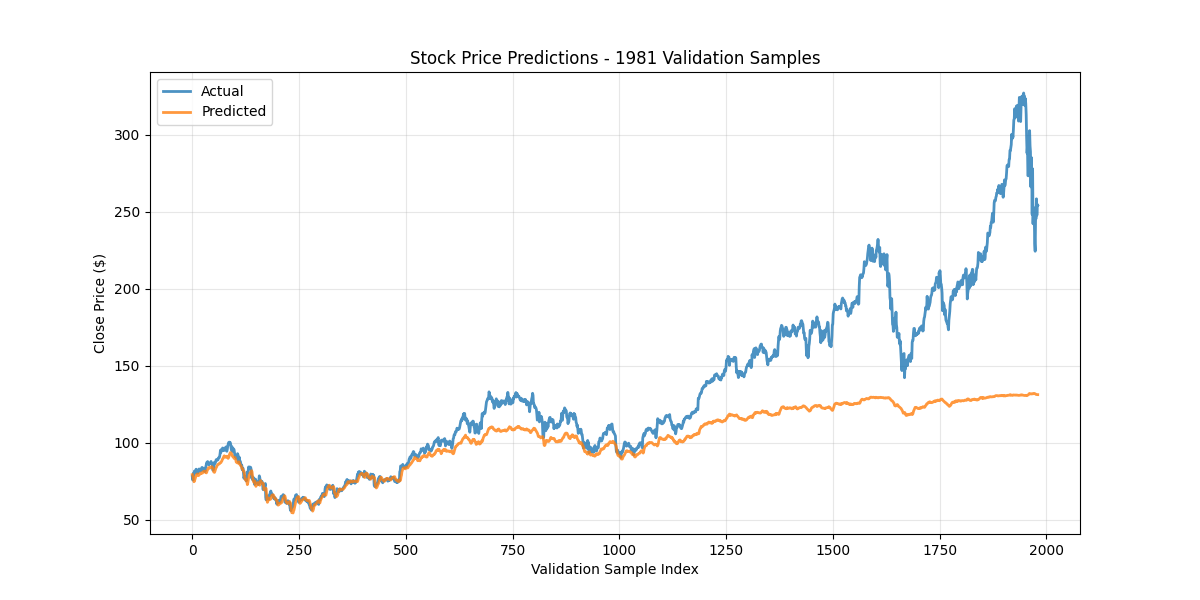 Stock Price Predictions - 1981 Validation Samples
Actual
Predicted
Close Price ($)
300
250
200
150
100
50
0 250 500 750 1000 1250 1500 1750 2000
Validation Sample Index